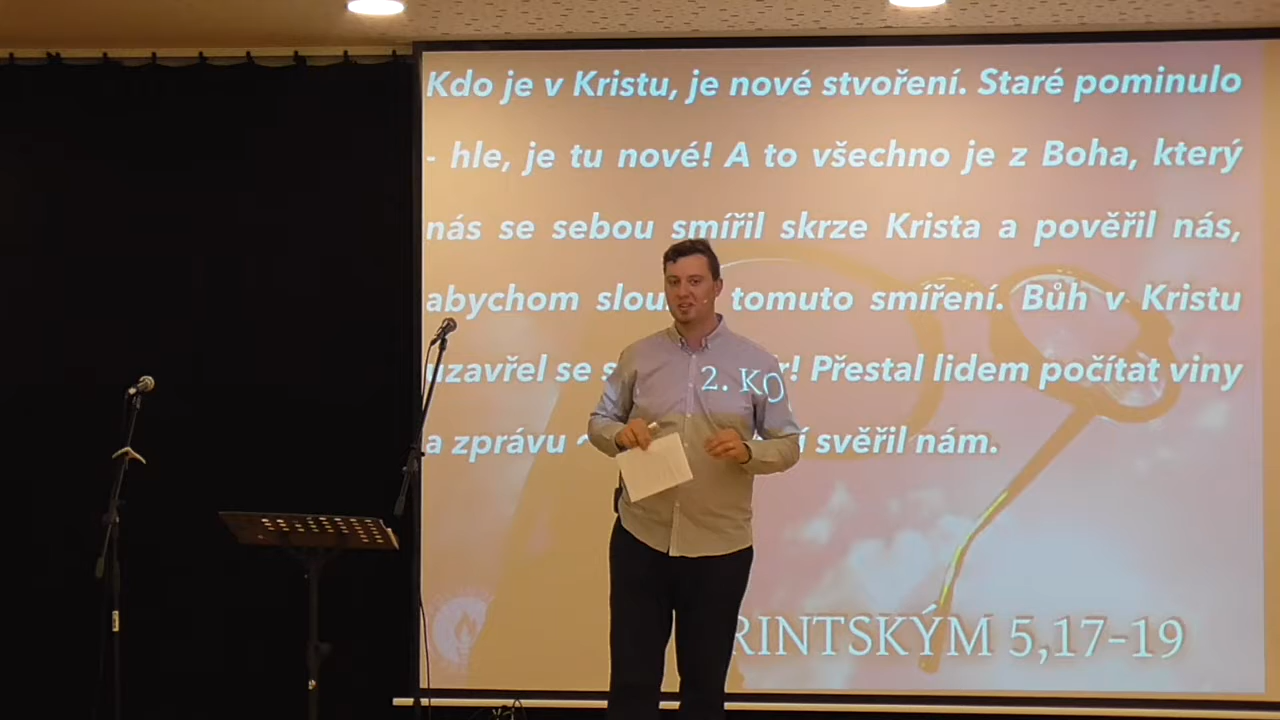 Kdo je v Kristu, je nové stvoření. Staré pominulo
- hle, je tu nové! A to všechno je z Boha, který
nás se sebou smířil skrze Krista a pověřil nás,
abychom slou tomuto smíření. Bůh v Kristu
uzavřel se s ! Přestal lidem počítat viny
a zprávu í svěřil nám.
2. KO
RINTSKÝM 5,17-19